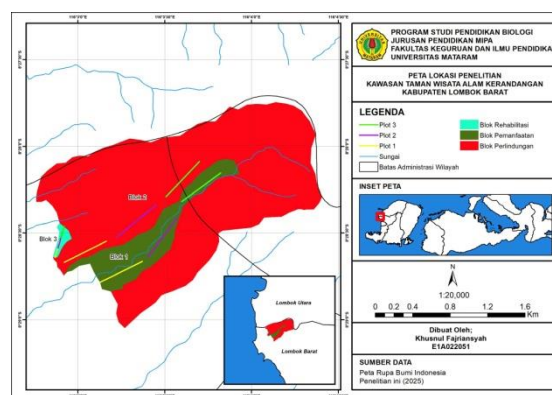 PROGRAM STUDI PENDIDIKAN BIOLOGI
JURUSAN PENDIDIKAN MIPA
FAKULTAS KEGURUAN DAN ILMU PENDIDIKA
UNIVERSITAS MATARAM
PETA LOKASI PENELITIAN
KAWASAN TAMAN WISATA ALAM KERANDANGAN
KABUPATEN LOMBOK BARAT
LEGENDA
Plot 3
Plot 2
Plot 1
Sungai
Batas Administrasi Wilayah
Blok Rehabilitasi
Blok Pemanfaatan
Blok Perlindungan
INSET PETA
N
1:20,000
0 0.2 0.4 0.8 1.2 1.6
Km
Dibuat Oleh;
Khusnul Fajriansyah
E1A022051
SUMBER DATA
Peta Rupa Bumi Indonesia
Penelitian ini (2025)
Blok 2
Blok 3
Blok 1
Lombok Utara
Lombok Barat